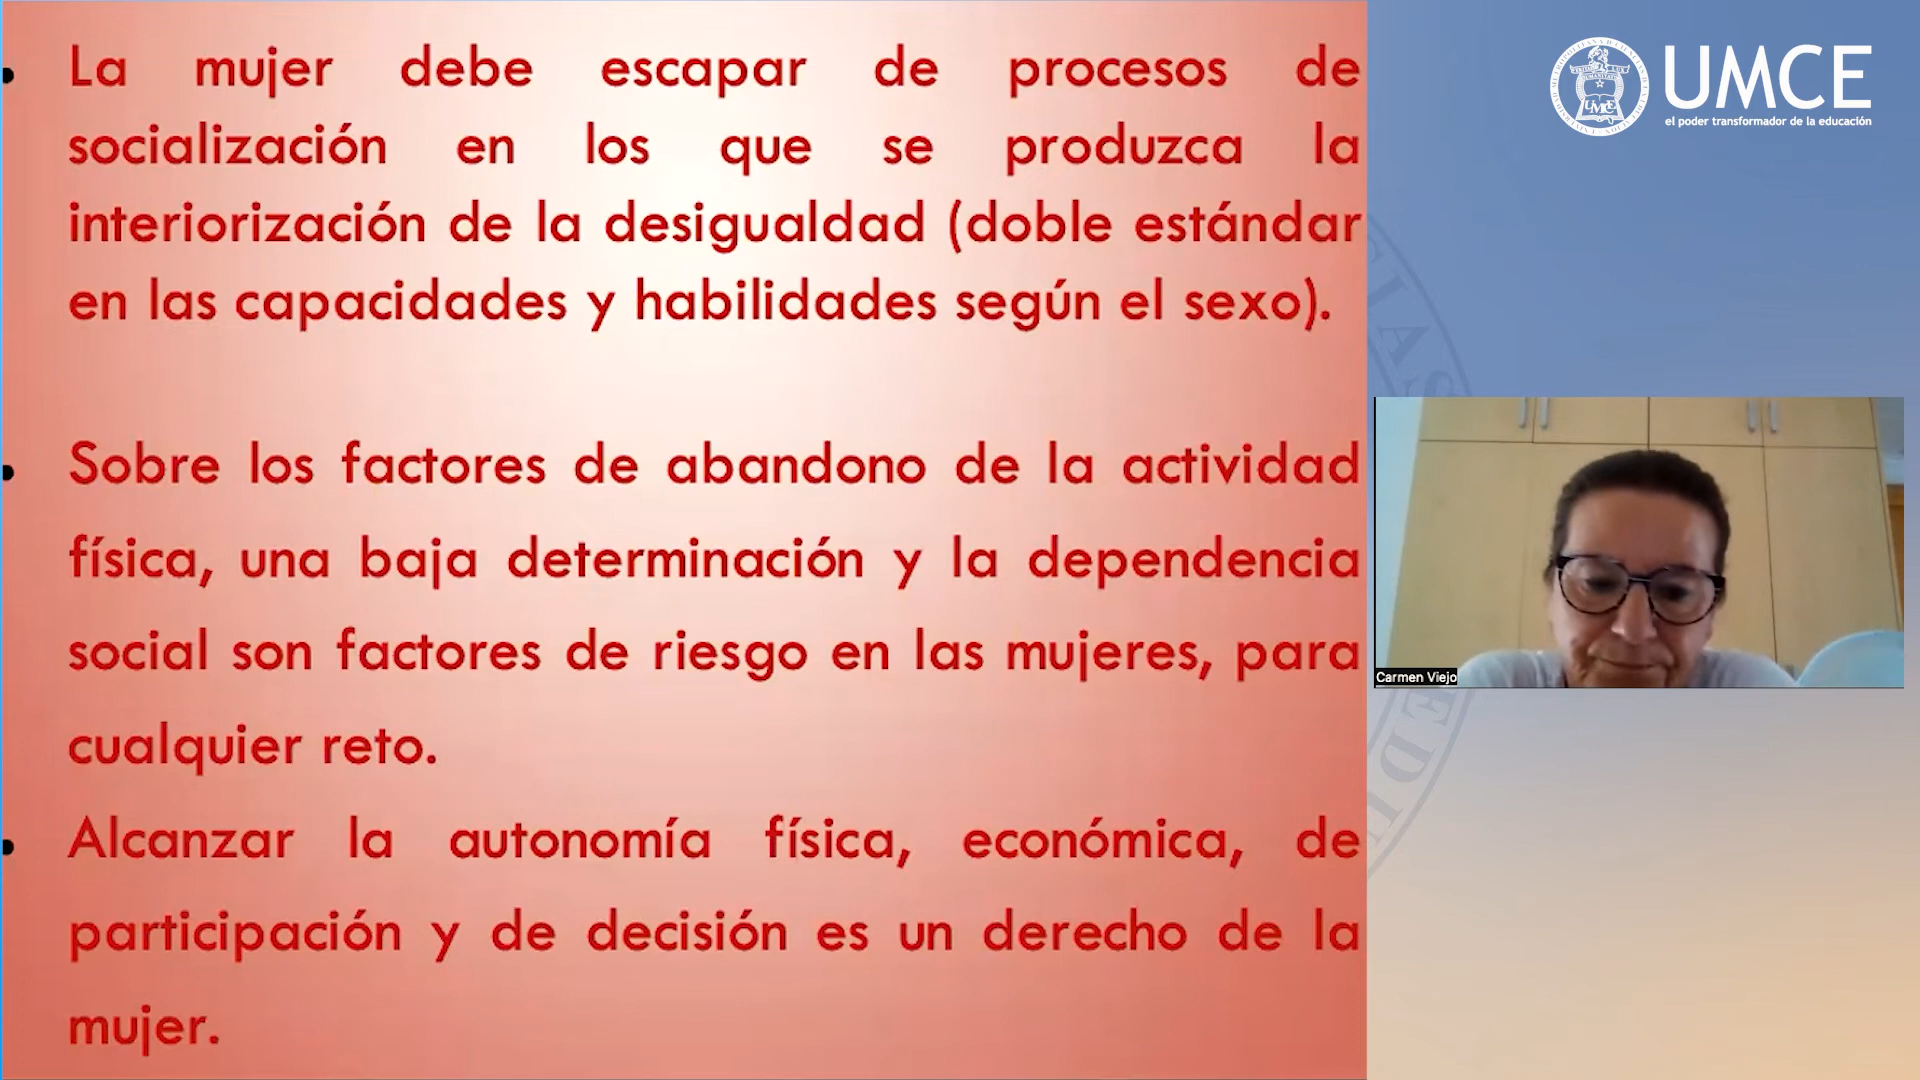 La mujer debe escapar de procesos de
socialización en los que se produzca la
interiorización de la desigualdad (doble estándar
en las capacidades y habilidades según el sexo).
Sobre los factores de abandono de la actividad
física, una baja determinación y la dependencia
social son factores de riesgo en las mujeres, para
cualquier reto.
Alcanzar la autonomía física, económica, de
participación y de decisión es un derecho de la
mujer.
UMCE
el poder transformador de la educación
Carmen Viejo